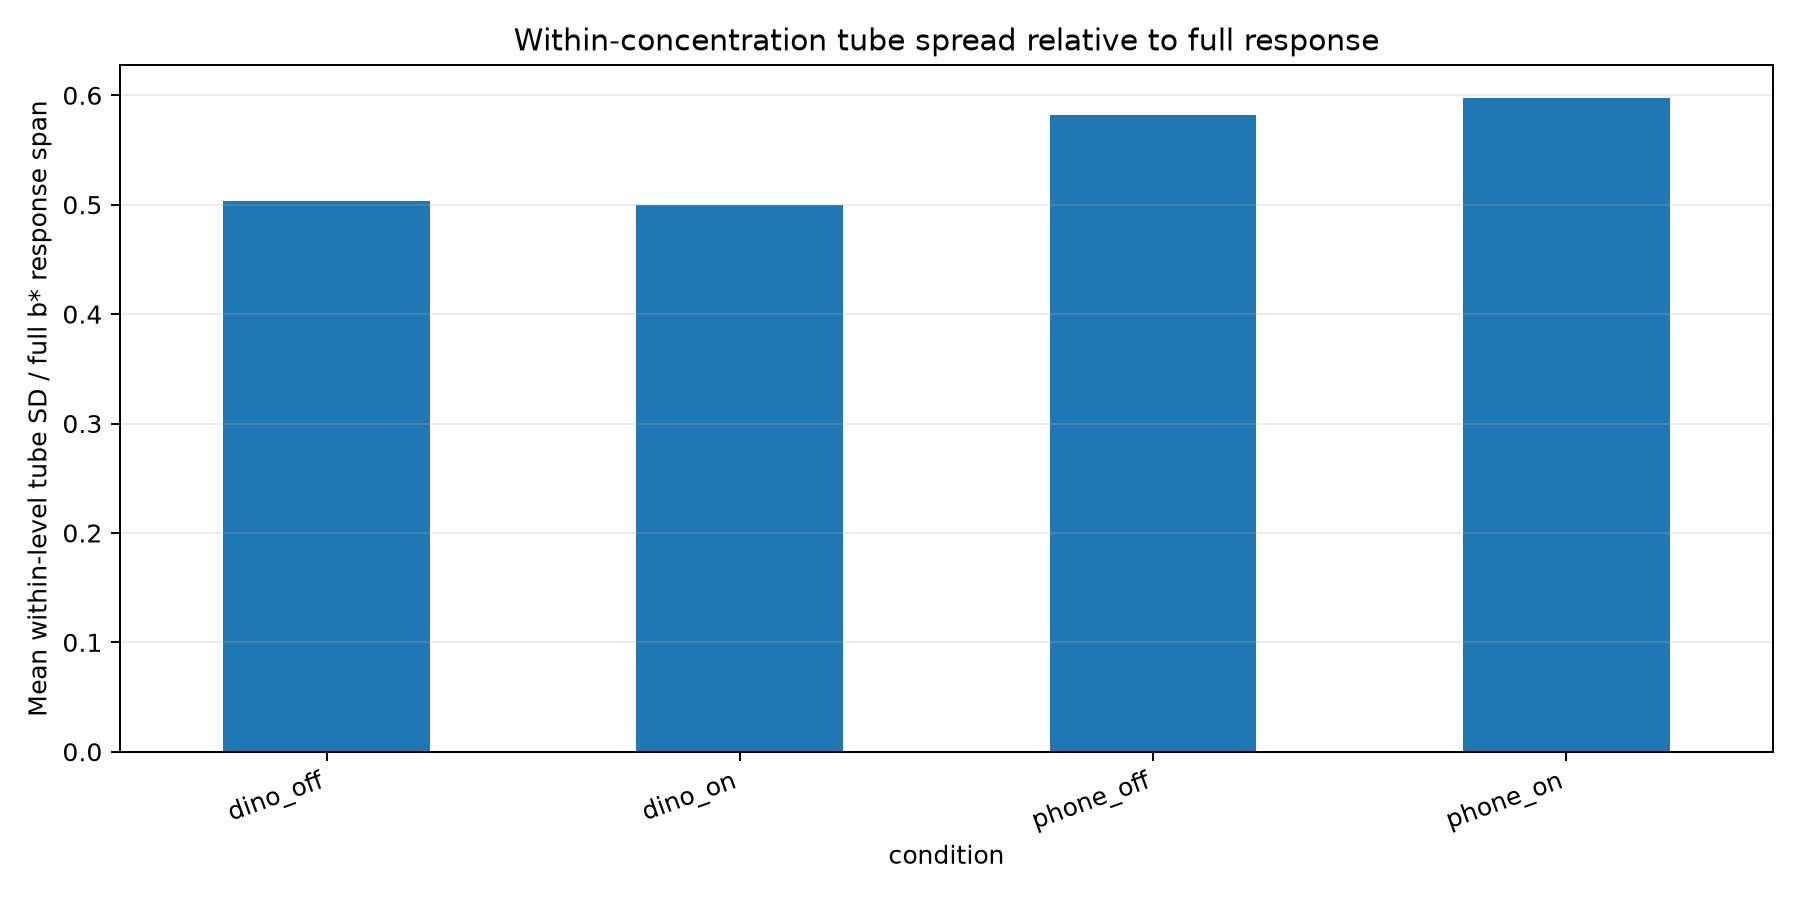 Within-concentration tube spread relative to full response
Mean within-level tube SD / full b* response span
0.6
0.5
0.4
0.3
0.2
0.1
0.0
dino_off
dino_on
phone_off
phone_on
condition